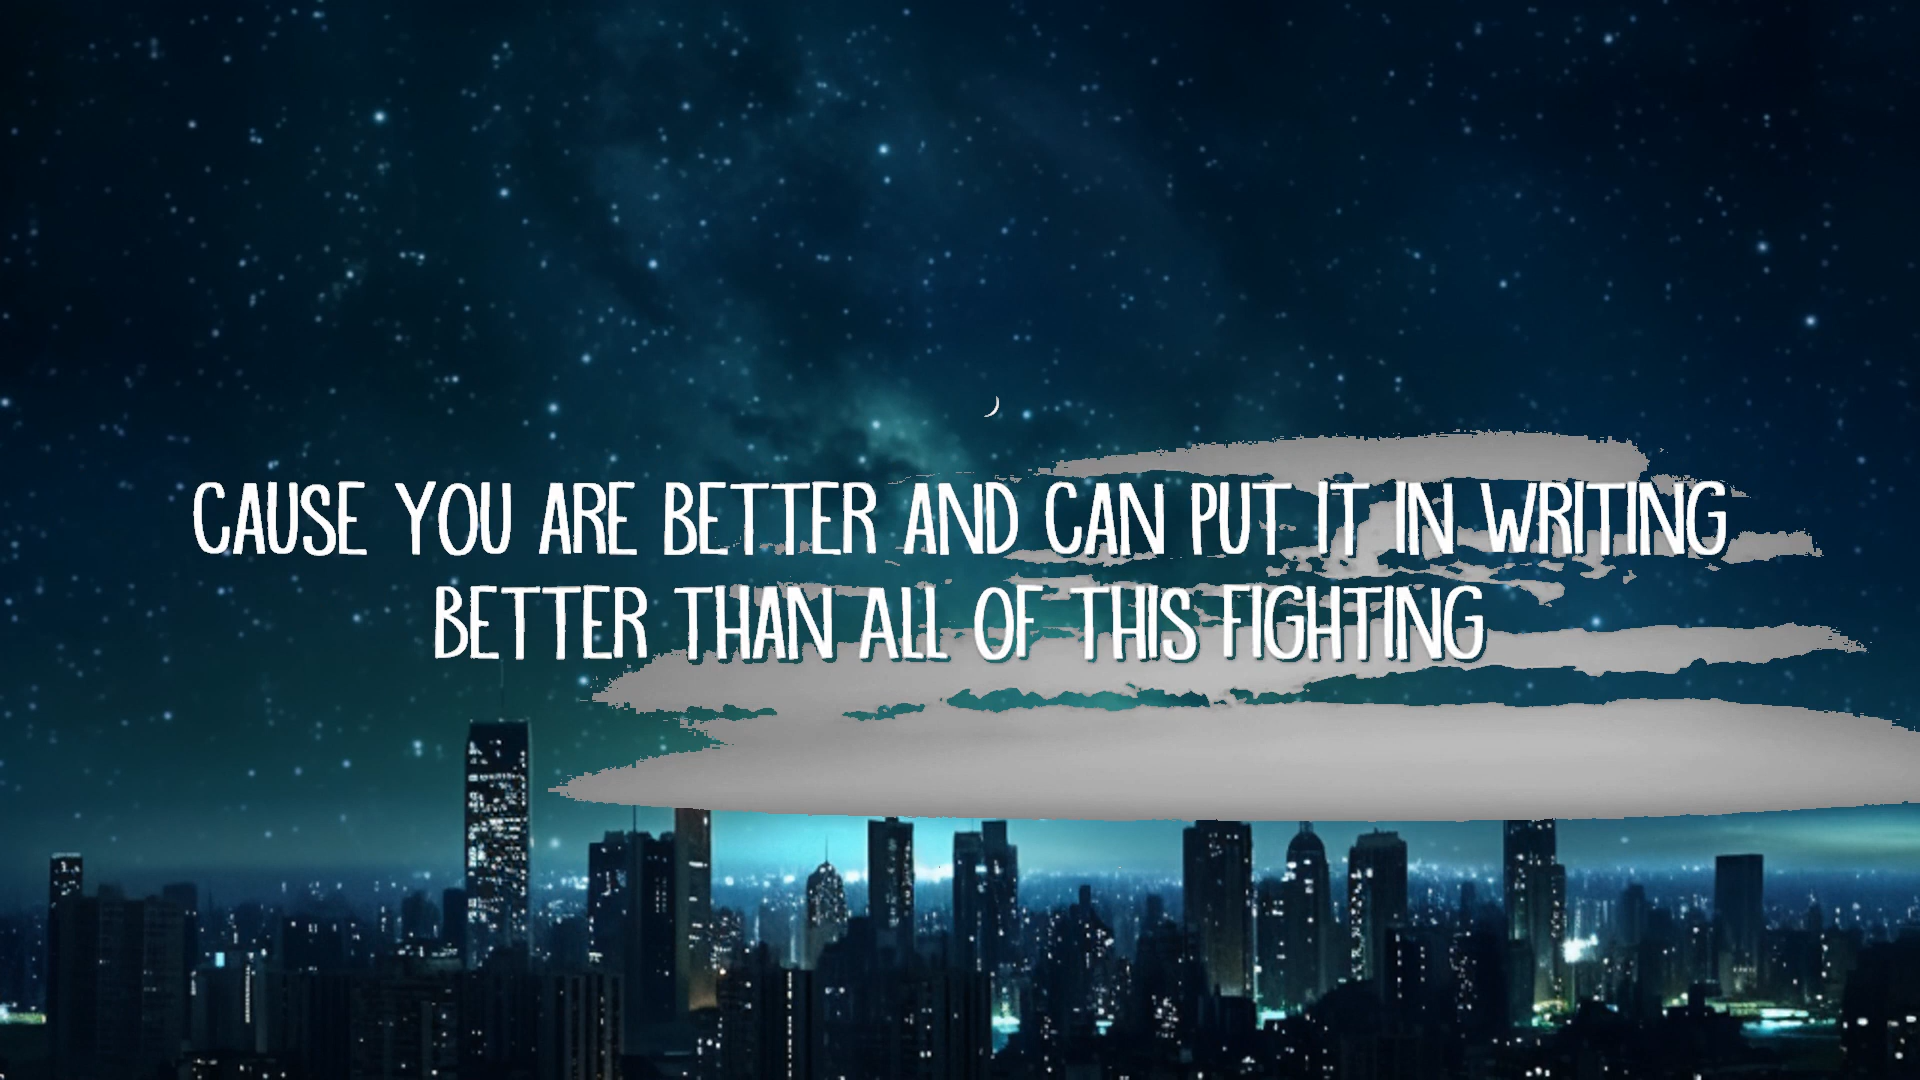 CAUSE YOU ARE BETTER AND CAN PUT IT IN WRITING
BETTER THAN ALL OF THIS FIGHTING